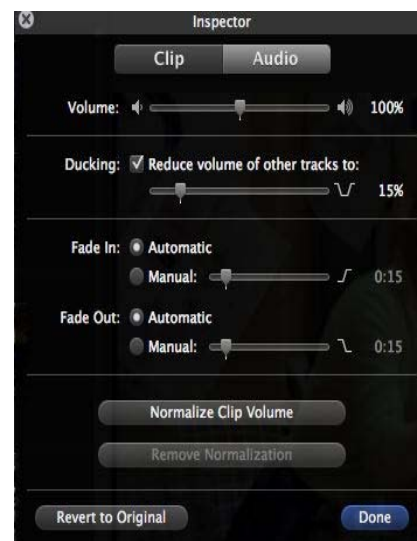 Inspector
Clip Audio
Volume: 100%
Ducking: Reduce volume of other tracks to:
15%
Fade In: Automatic
Manual: 0:15
Fade Out: Automatic
Manual: 0:15
Normalize Clip Volume
Remove Normalization
Revert to Original Done